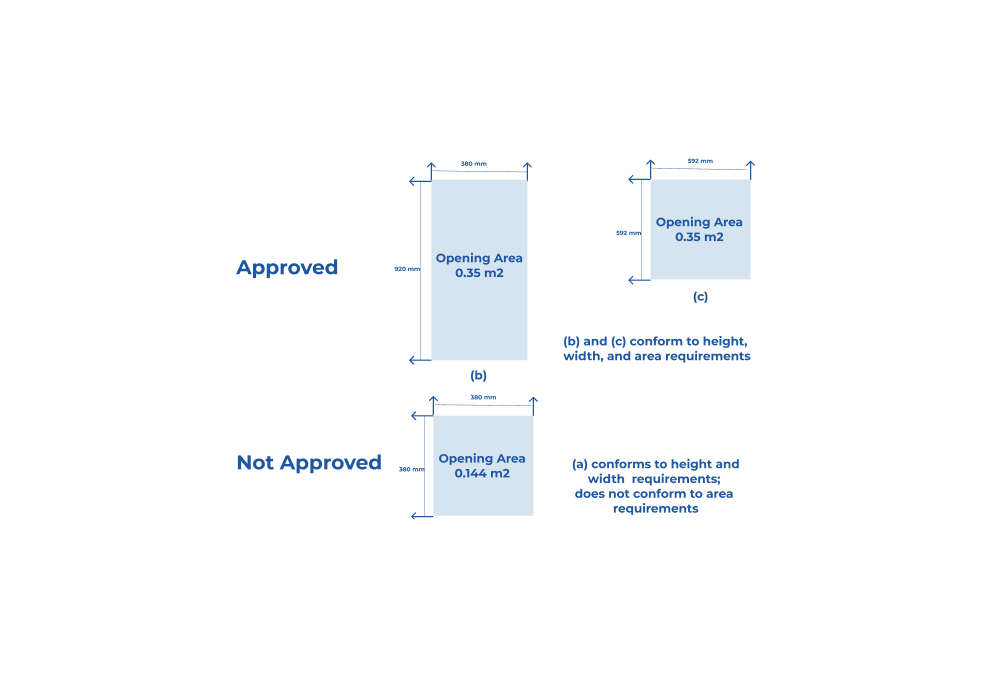 380 mm
592 mm
Opening Area
0.35 m2
592 mm
Opening Area
0.35 m2
Approved
920 mm
(c)
(b) and (c) conform to height,
width, and area requirements
(b)
380 mm
Not Approved
380 mm
Opening Area
0.144 m2
(a) conforms to height and
width  requirements;
does not conform to area
requirements